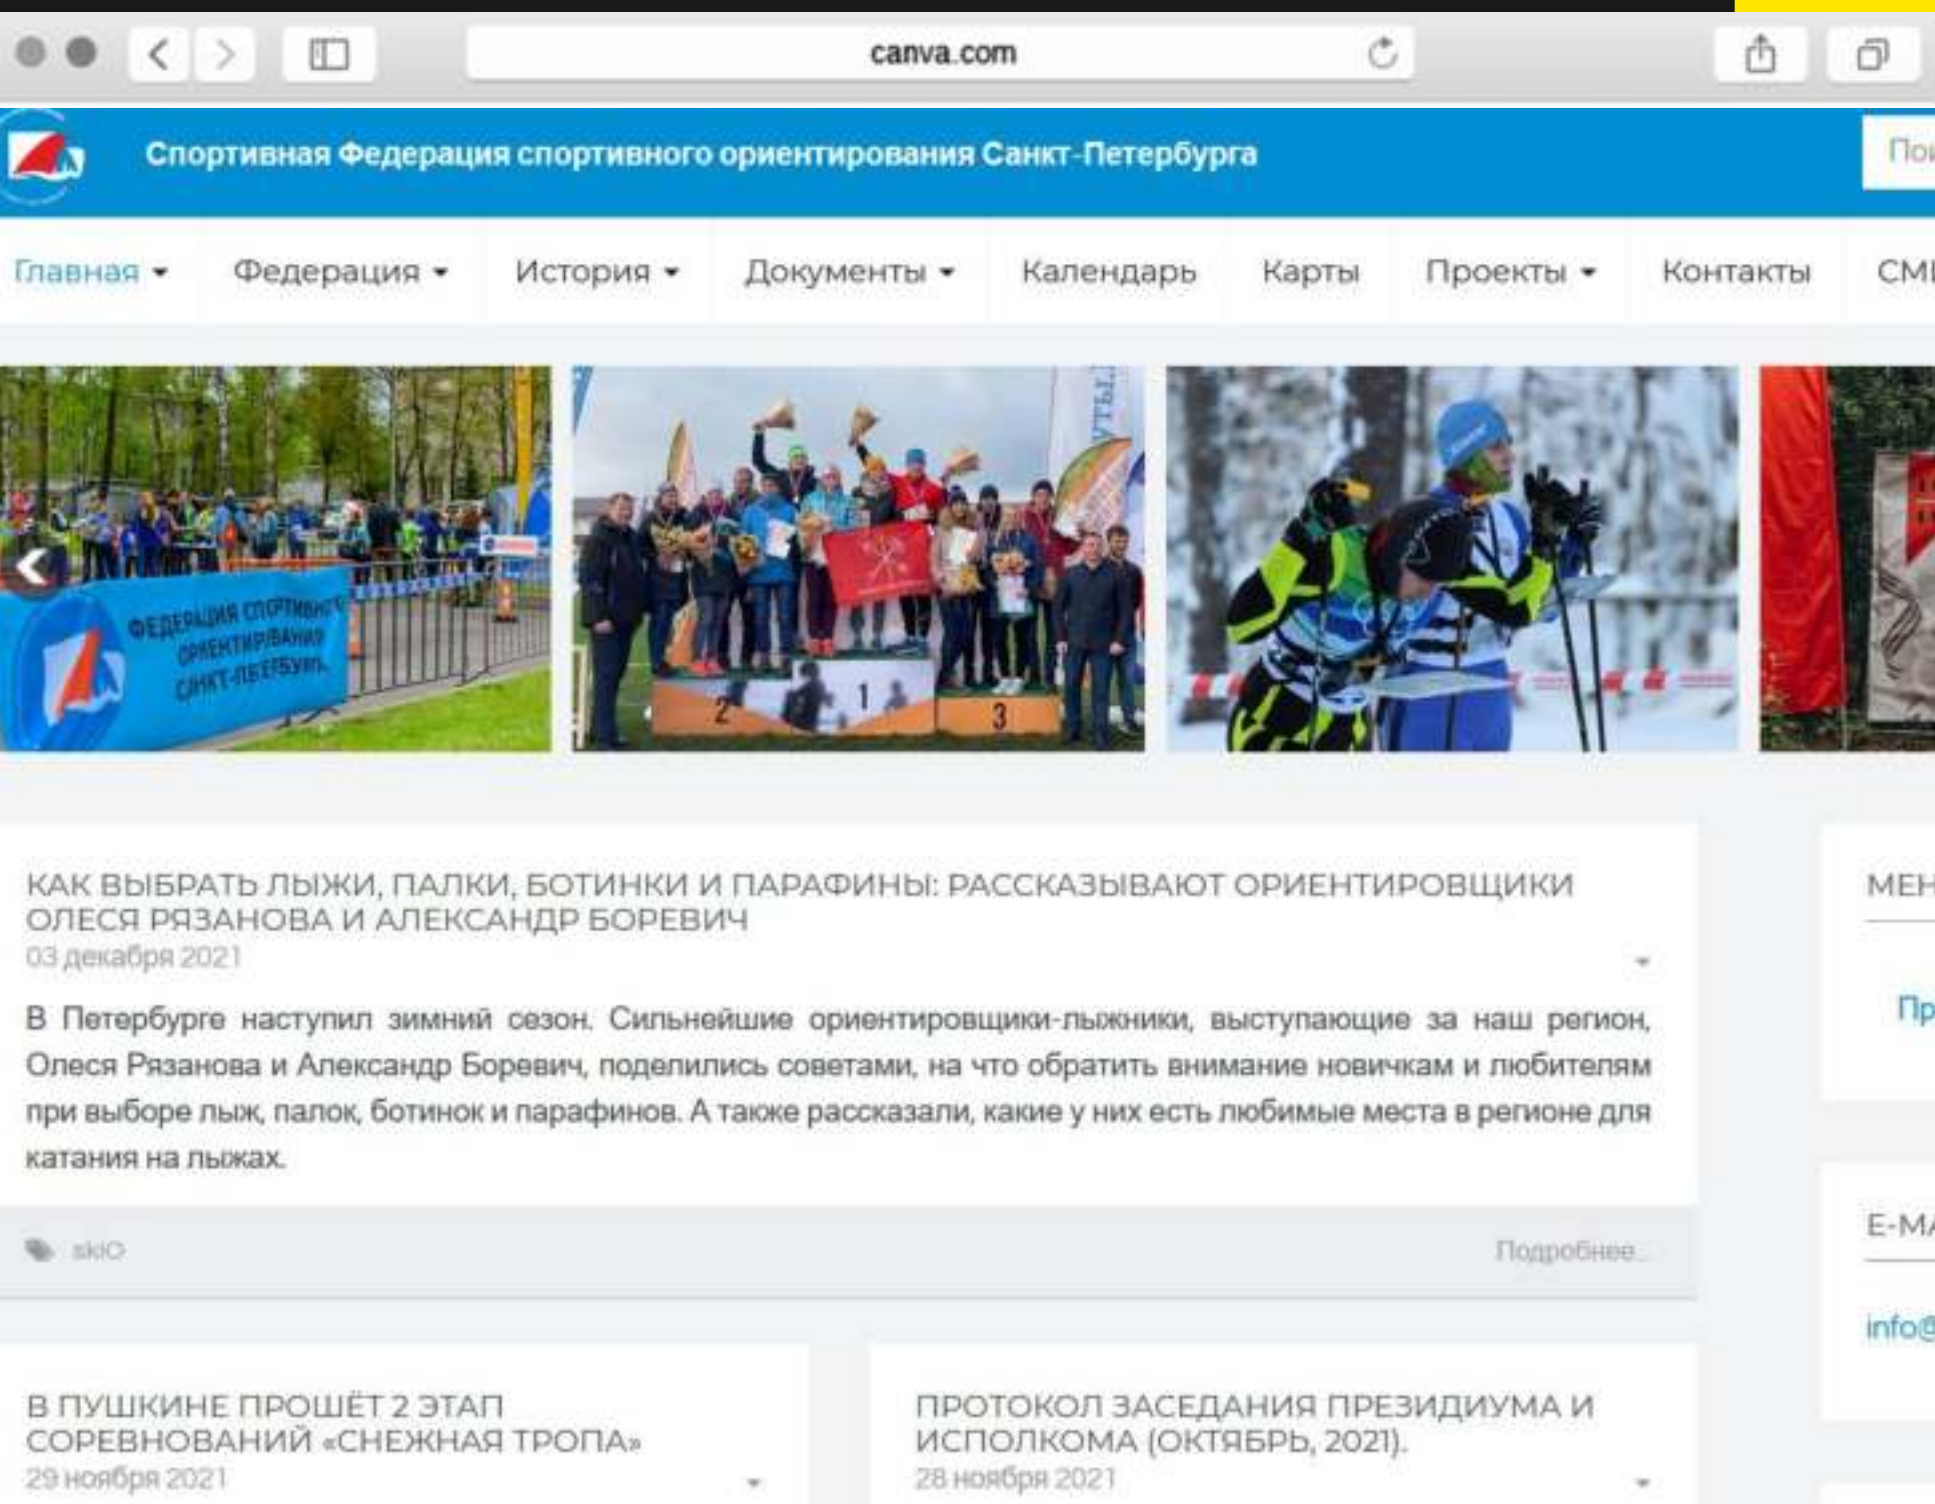 canva.com
Спортивная Федерация спортивного ориентирования Санкт-Петербурга
Главная
Федерация
История
Документы
Календарь
Карты
Проекты
Контакты
ФЕДЕРАЦИЯ СПОРТИВНОГО
САНКТ-ПЕТЕРБУРГА
2
1
3
КАК ВЫБРАТЬ ЛЫЖИ, ПАЛКИ, БОТИНКИ И ПАРАФИНЫ: РАССКАЗЫВАЮТ ОРИЕНТИРОВЩИКИ
ОЛЕСЯ РЯЗАНОВА И АЛЕКСАНДР БОРЕВИЧ
03 декабря 2021
В Петербурге наступил зимний сезон. Сильнейшие ориентировщики-лыжники, выступающие за наш регион,
Олеся Рязанова и Александр Боревич, поделились советами, на что обратить внимание новичкам и любителям
при выборе лыж, палок, ботинок и парафинов. А также рассказали, какие у них есть любимые места в регионе для
катания на лыжах.
skiO
Подробнее...
info@
В ПУШКИНЕ ПРОШЁТ 2 ЭТАП
СОРЕВНОВАНИЙ «СНЕЖНАЯ ТРОПА»
29 ноября 2021
ПРОТОКОЛ ЗАСЕДАНИЯ ПРЕЗИДИУМА И
ИСПОЛКОМА (ОКТЯБРЬ, 2021).
28 ноября 2021